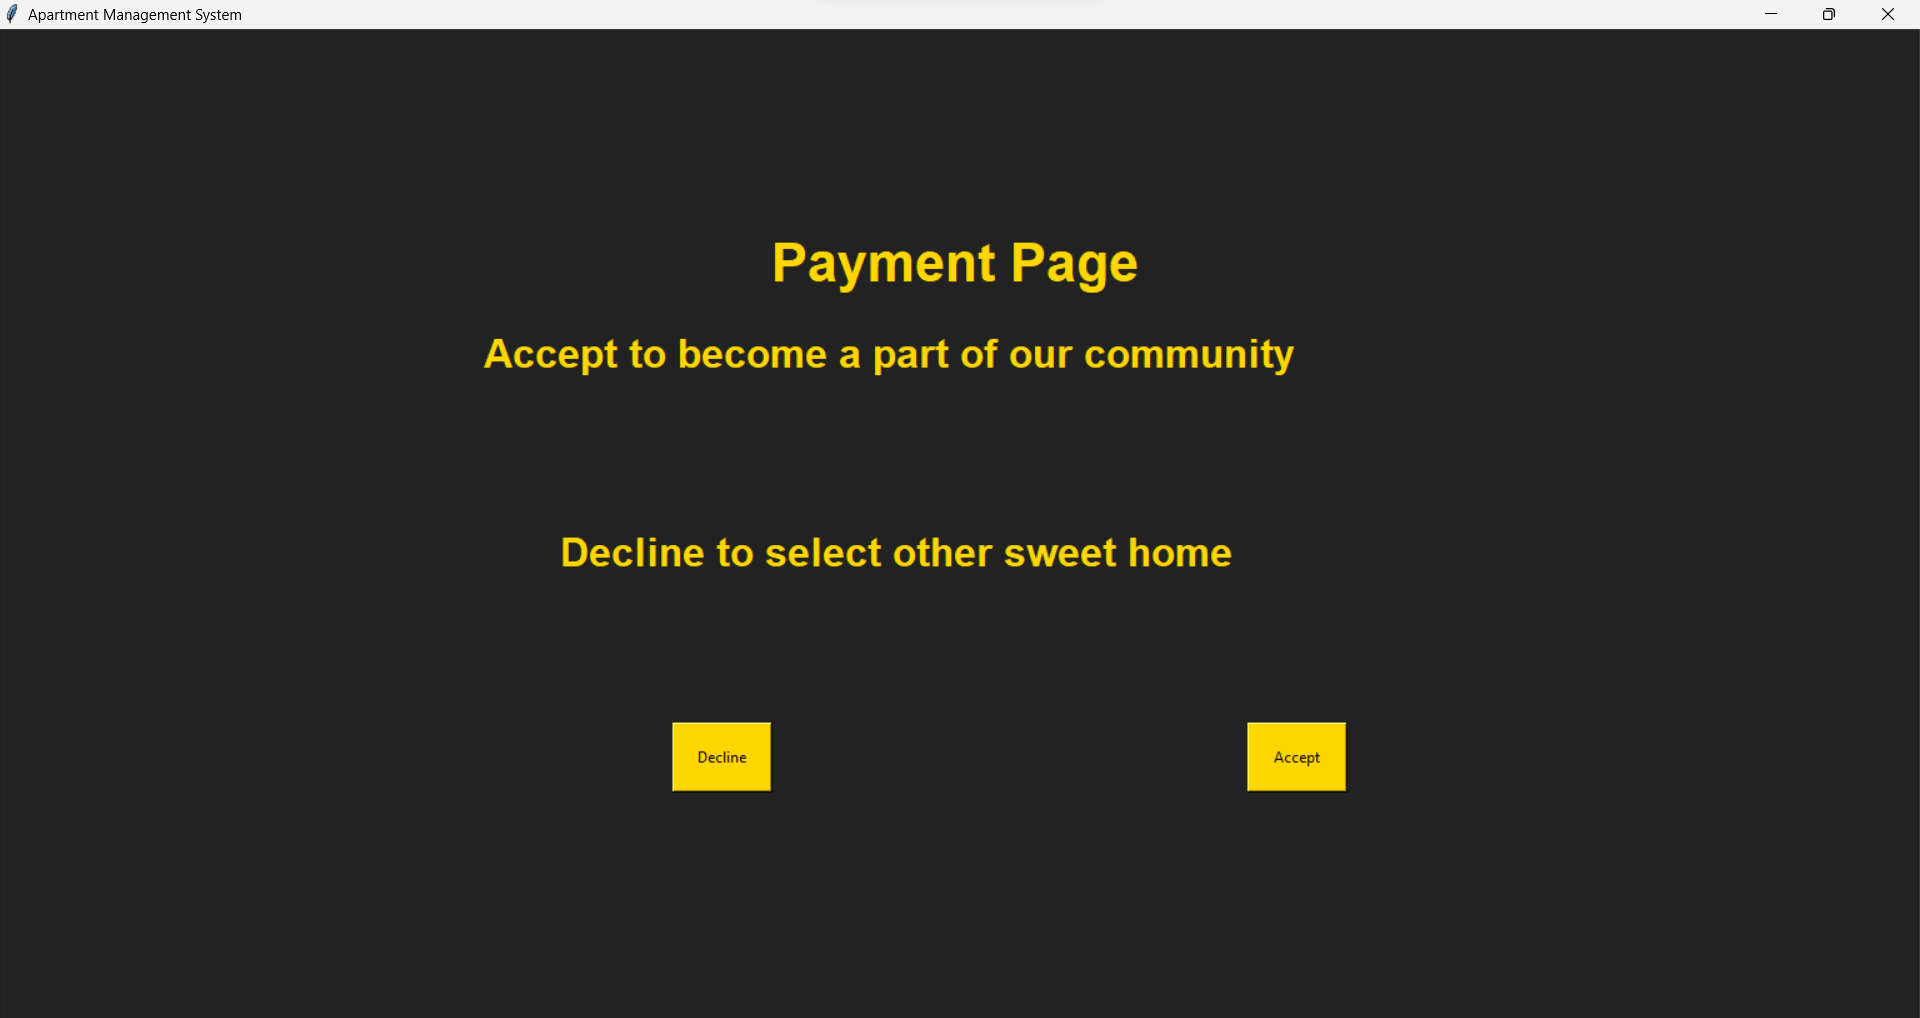 Apartment Management System
Payment Page
Accept to become a part of our community
Decline to select other sweet home
Decline
Accept